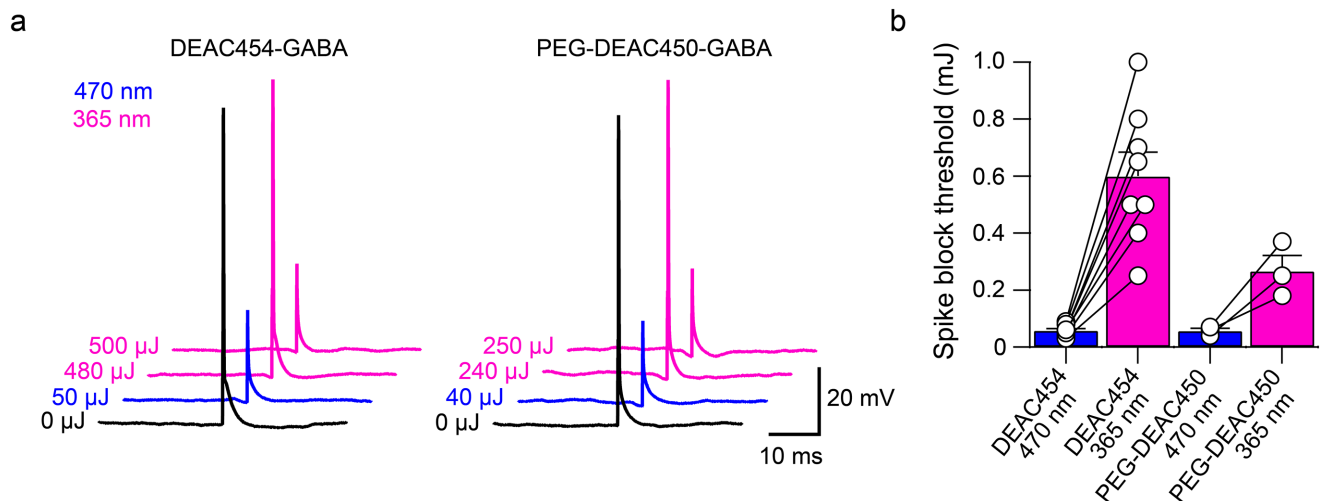 a
DEAC454-GABA
PEG-DEAC450-GABA
470 nm
365 nm
500 µJ
480 µJ
50 µJ
0 µJ
250 µJ
240 µJ
40 µJ
0 µJ
20 mV
10 ms
b
Spike block threshold (mJ)
1.0
0.8
0.6
0.4
0.2
0
DEAC454
470 nm
DEAC454
365 nm
PEG-DEAC450
470 nm
PEG-DEAC450
365 nm